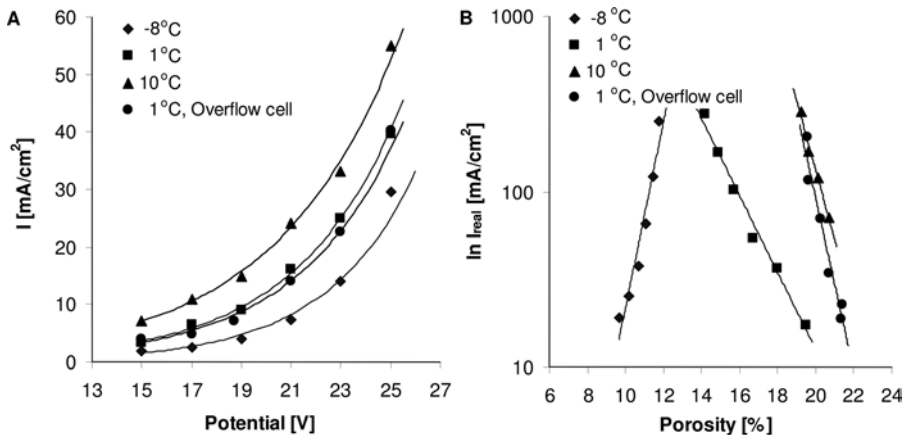 A
-8°C
1°C
10°C
1°C, Overflow cell
I [mA/cm²]
60
50
40
30
20
10
0
13 15 17 19 21 23 25 27
Potential [V]
B
-8°C
1°C
10°C
1°C, Overflow cell
ln Ireal [mA/cm²]
1000
100
10
6 8 10 12 14 16 18 20 22 24
Porosity [%]